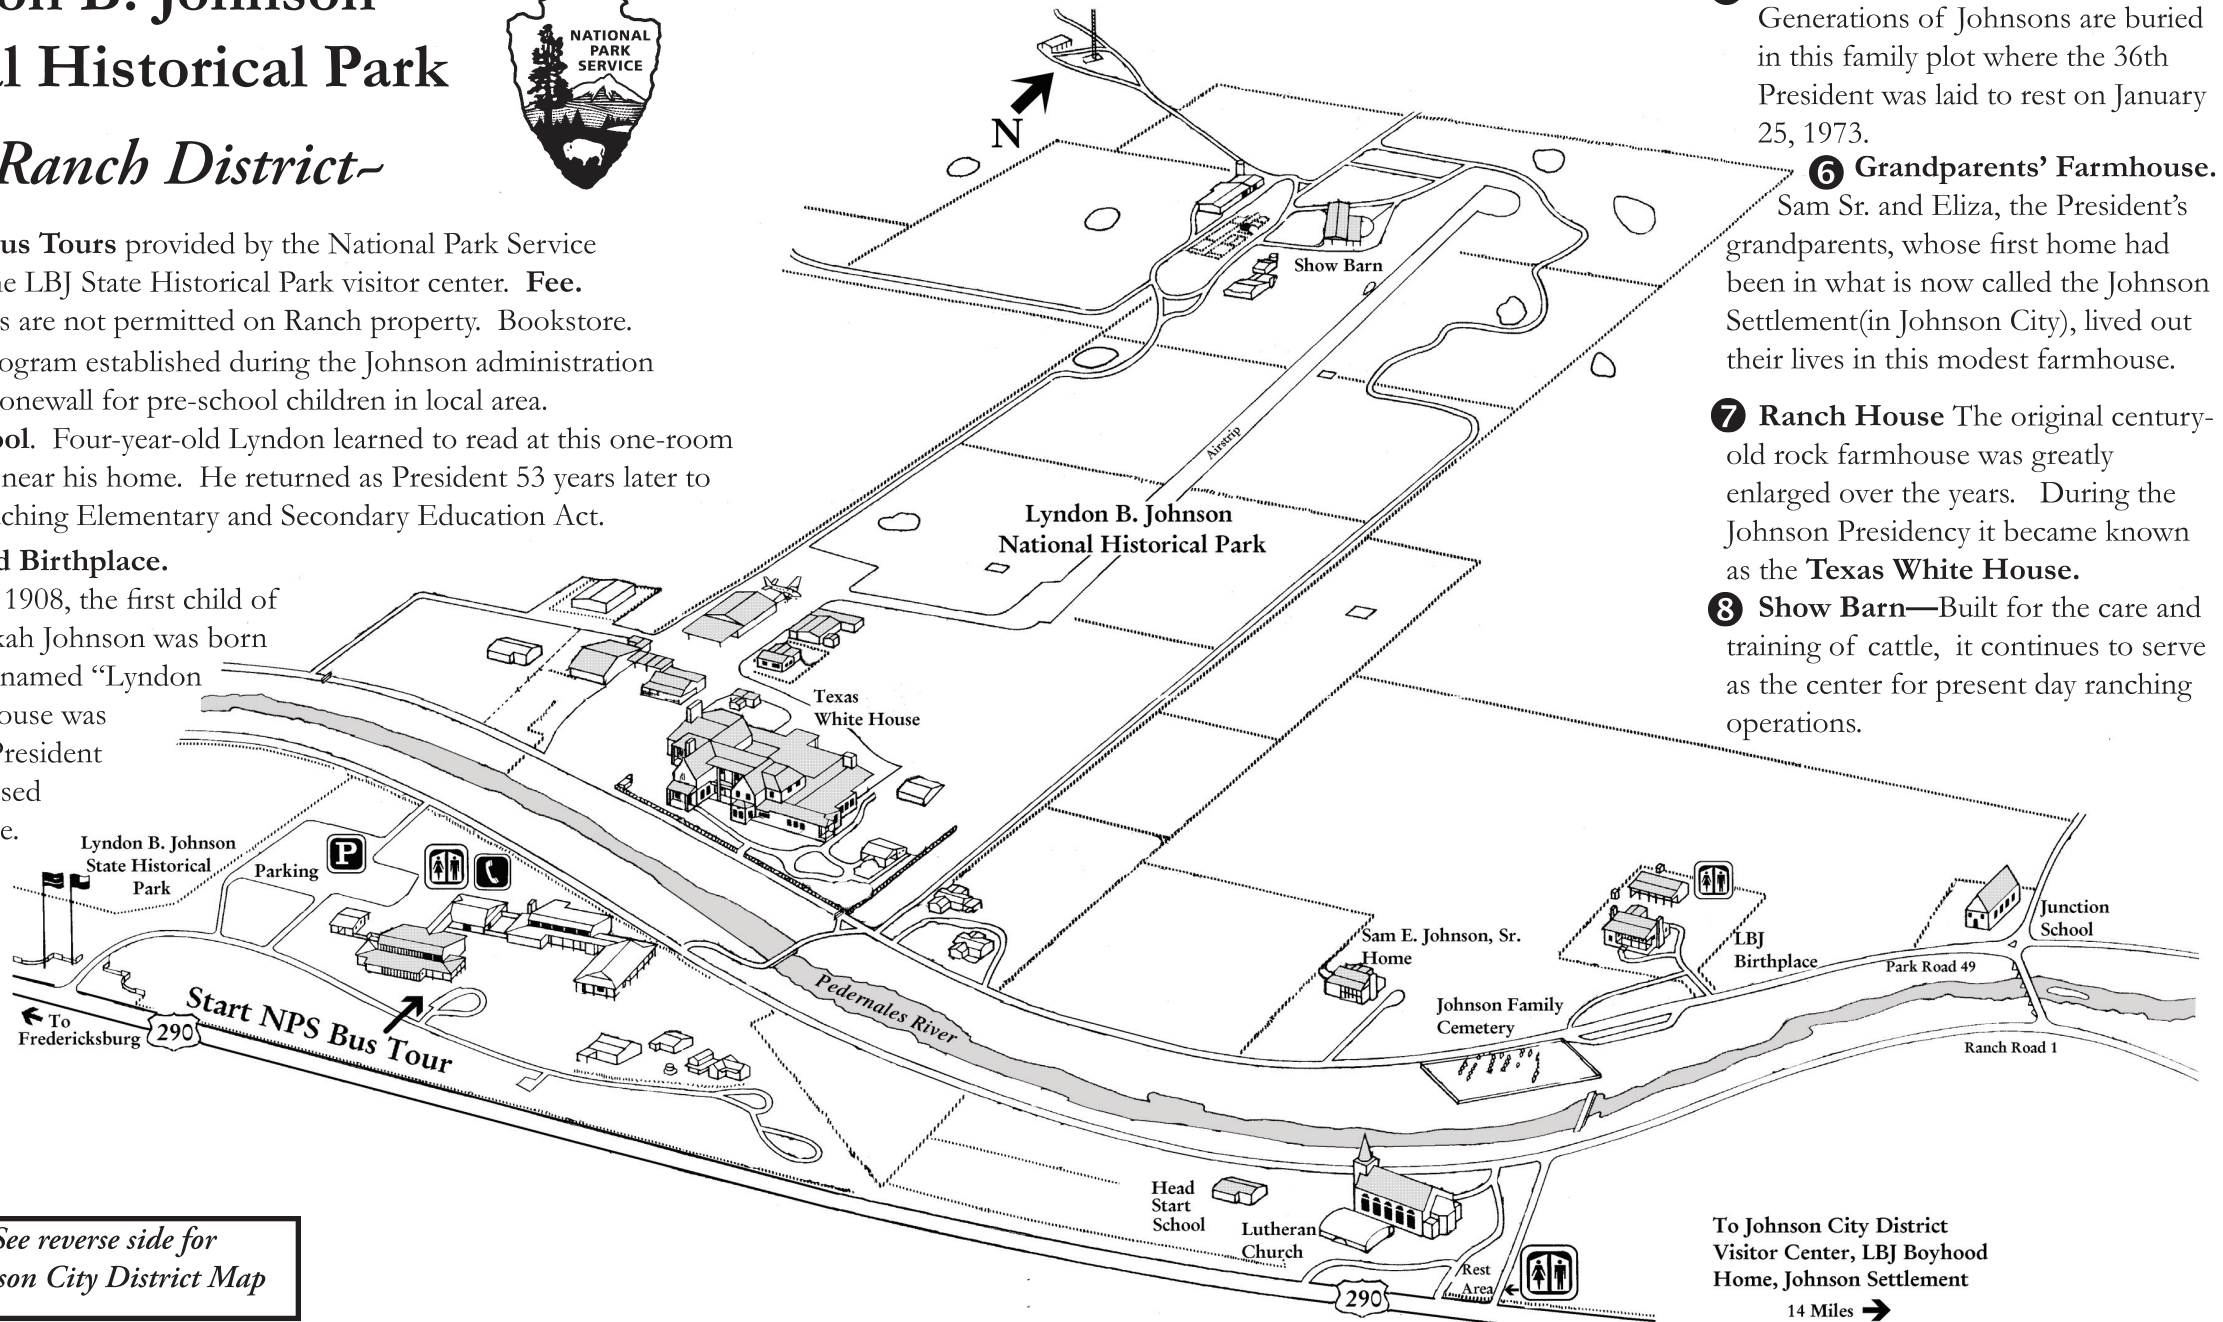 on B. Johnson
al Historical Park
Ranch District~
NATIONAL
PARK
SERVICE
us Tours provided by the National Park Service
he LBJ State Historical Park visitor center. Fee.
s are not permitted on Ranch property. Bookstore.
ogram established during the Johnson administration
onewall for pre-school children in local area.
ool. Four-year-old Lyndon learned to read at this one-room
near his home. He returned as President 53 years later to
aching Elementary and Secondary Education Act.
d Birthplace.
1908, the first child of
kah Johnson was born
named “Lyndon
ouse was
President
sed
e.
N
Show Barn
Airstrip
Lyndon B. Johnson
National Historical Park
Texas
White House
Lyndon B. Johnson
State Historical
Park
Parking
P
Start NPS Bus Tour
To
Fredericksburg
290
Pedernales River
Sam E. Johnson, Sr.
Home
Johnson Family
Cemetery
LBJ
Birthplace
Park Road 49
Junction
School
Ranch Road 1
Head
Start
School
Lutheran
Church
Rest
Area
290
Generations of Johnsons are buried
in this family plot where the 36th
President was laid to rest on January
25, 1973.
6 Grandparents’ Farmhouse.
Sam Sr. and Eliza, the President’s
grandparents, whose first home had
been in what is now called the Johnson
Settlement(in Johnson City), lived out
their lives in this modest farmhouse.
7 Ranch House The original century-
old rock farmhouse was greatly
enlarged over the years. During the
Johnson Presidency it became known
as the Texas White House.
8 Show Barn—Built for the care and
training of cattle, it continues to serve
as the center for present day ranching
operations.
See reverse side for
son City District Map
To Johnson City District
Visitor Center, LBJ Boyhood
Home, Johnson Settlement
14 Miles